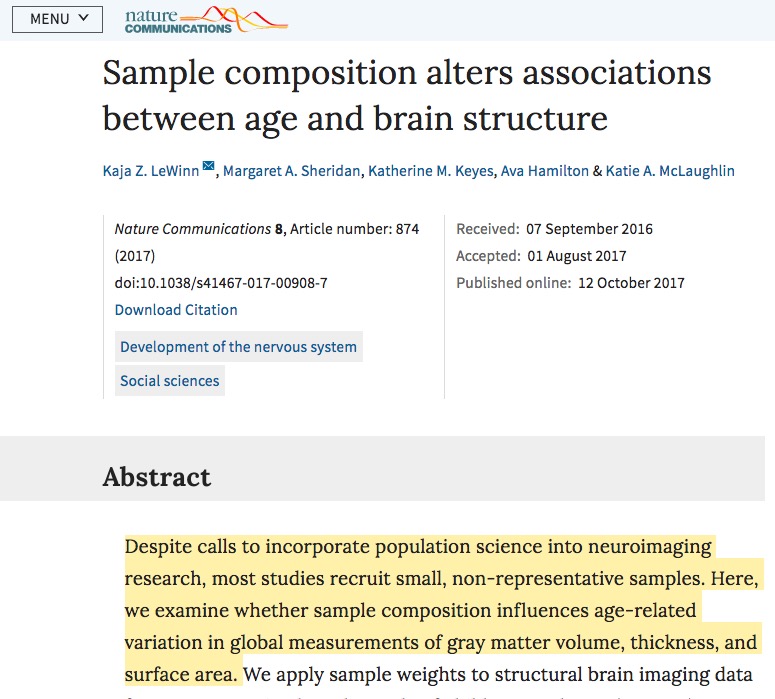 MENU
nature
COMMUNICATIONS
Sample composition alters associations
between age and brain structure
Kaja Z. LeWinn , Margaret A. Sheridan, Katherine M. Keyes, Ava Hamilton & Katie A. McLaughlin
Nature Communications 8, Article number: 874
(2017)
doi:10.1038/s41467-017-00908-7
Download Citation
Development of the nervous system
Social sciences
Received: 07 September 2016
Accepted: 01 August 2017
Published online: 12 October 2017
Abstract
Despite calls to incorporate population science into neuroimaging
research, most studies recruit small, non-representative samples. Here,
we examine whether sample composition influences age-related
variation in global measurements of gray matter volume, thickness, and
surface area. We apply sample weights to structural brain imaging data